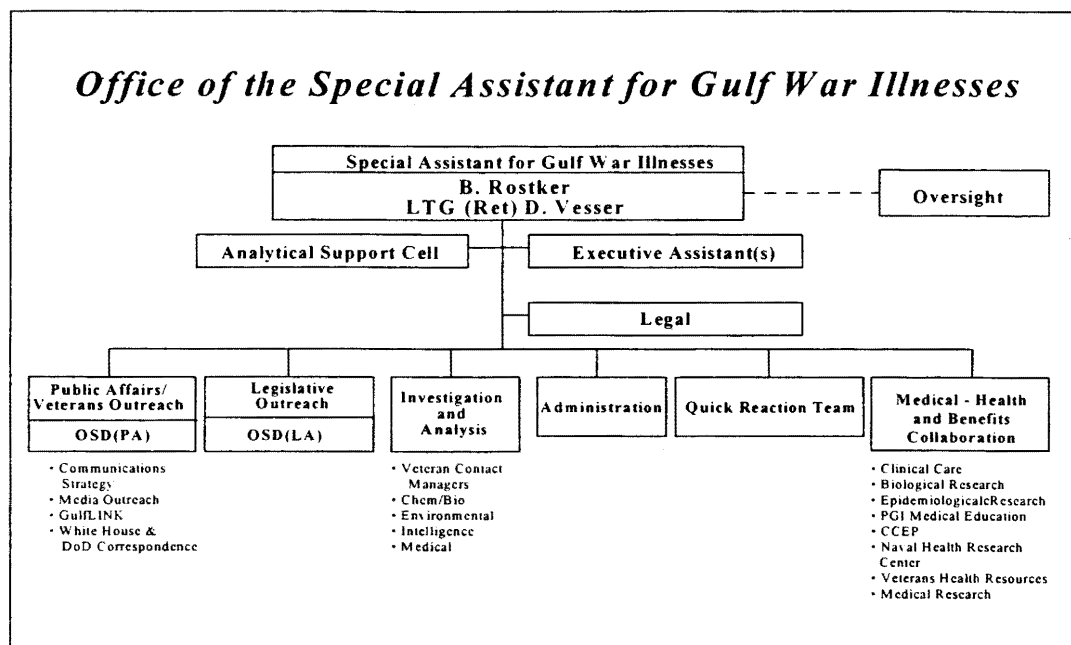 Office of the Special Assistant for Gulf War Illnesses
Special Assistant for Gulf War Illnesses
B. Rostker
LTG (Ret) D. Vesser
Oversight
Analytical Support Cell
Executive Assistant(s)
Legal
Public Affairs/
Veterans Outreach
OSD(PA)
· Communications
Strategy
· Media Outreach
· GulfLINK
· White House &
DoD Correspondence
Legislative
Outreach
OSD(LA)
Investigation
and
Analysis
· Veteran Contact
Managers
· Chem/Bio
· Environmental
· Intelligence
· Medical
Administration
Quick Reaction Team
Medical - Health
and Benefits
Collaboration
· Clinical Care
· Biological Research
· EpidemiologicalcResearch
· PGI Medical Education
· CCEP
· Naval Health Research
Center
· Veterans Health Resources
· Medical Research